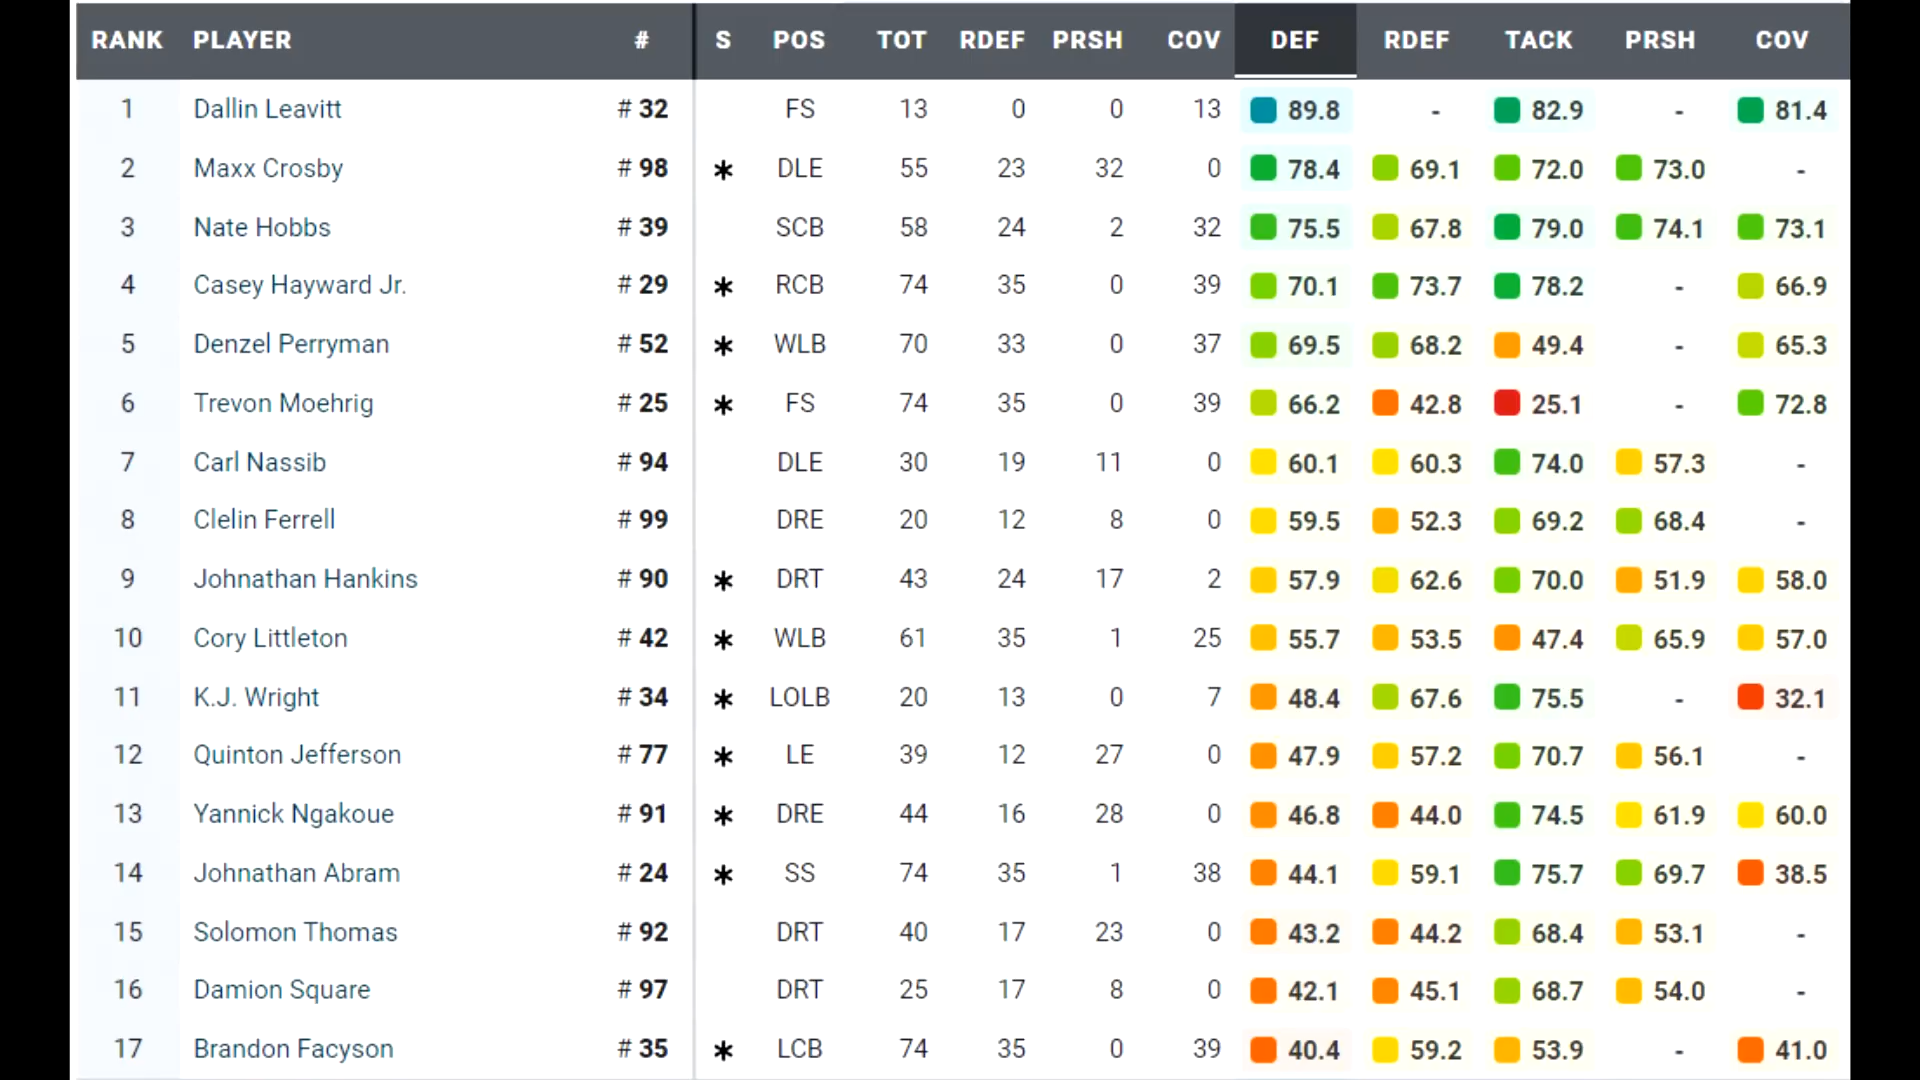 RANK PLAYER # S POS TOT RDEF PRSH COV DEF RDEF TACK PRSH COV
1 Dallin Leavitt # 32 FS 13 0 0 13 89.8 - 82.9 - 81.4
2 Maxx Crosby # 98 * DLE 55 23 32 0 78.4 69.1 72.0 73.0 -
3 Nate Hobbs # 39 SCB 58 24 2 32 75.5 67.8 79.0 74.1 73.1
4 Casey Hayward Jr. # 29 * RCB 74 35 0 39 70.1 73.7 78.2 - 66.9
5 Denzel Perryman # 52 * WLB 70 33 0 37 69.5 68.2 49.4 - 65.3
6 Trevon Moehrig # 25 * FS 74 35 0 39 66.2 42.8 25.1 - 72.8
7 Carl Nassib # 94 DLE 30 19 11 0 60.1 60.3 74.0 57.3 -
8 Clelin Ferrell # 99 DRE 20 12 8 0 59.5 52.3 69.2 68.4 -
9 Johnathan Hankins # 90 * DRT 43 24 17 2 57.9 62.6 70.0 51.9 58.0
10 Cory Littleton # 42 * WLB 61 35 1 25 55.7 53.5 47.4 65.9 57.0
11 K.J. Wright # 34 * LOLB 20 13 0 7 48.4 67.6 75.5 - 32.1
12 Quinton Jefferson # 77 * LE 39 12 27 0 47.9 57.2 70.7 56.1 -
13 Yannick Ngakoue # 91 * DRE 44 16 28 0 46.8 44.0 74.5 61.9 60.0
14 Johnathan Abram # 24 * SS 74 35 1 38 44.1 59.1 75.7 69.7 38.5
15 Solomon Thomas # 92 DRT 40 17 23 0 43.2 44.2 68.4 53.1 -
16 Damion Square # 97 DRT 25 17 8 0 42.1 45.1 68.7 54.0 -
17 Brandon Facyson # 35 * LCB 74 35 0 39 40.4 59.2 53.9 - 41.0